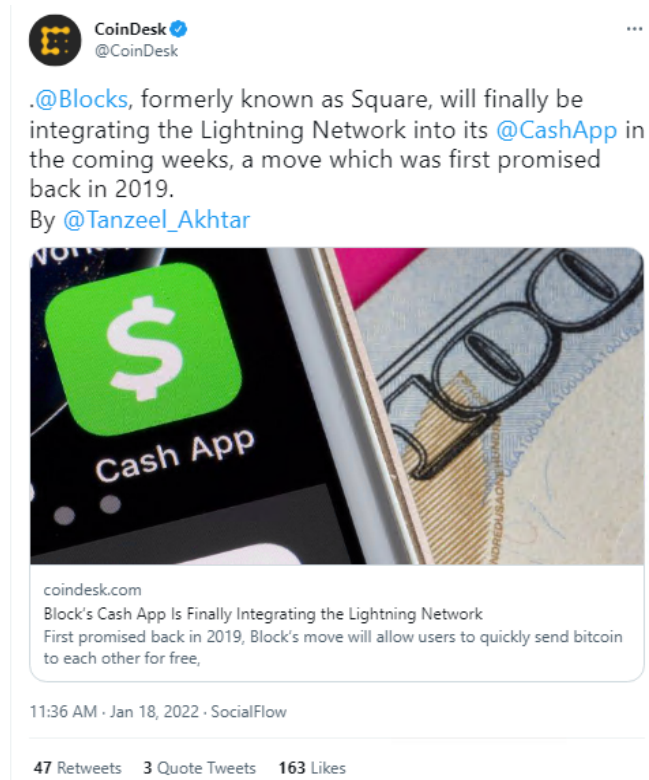 CoinDesk
@CoinDesk
.@Blocks, formerly known as Square, will finally be
integrating the Lightning Network into its @CashApp in
the coming weeks, a move which was first promised
back in 2019.
By @Tanzeel_Akhtar
$
Cash App
100
coindesk.com
Block's Cash App Is Finally Integrating the Lightning Network
First promised back in 2019, Block's move will allow users to quickly send bitcoin
to each other for free,
11:36 AM · Jan 18, 2022 · SocialFlow
47 Retweets 3 Quote Tweets 163 Likes